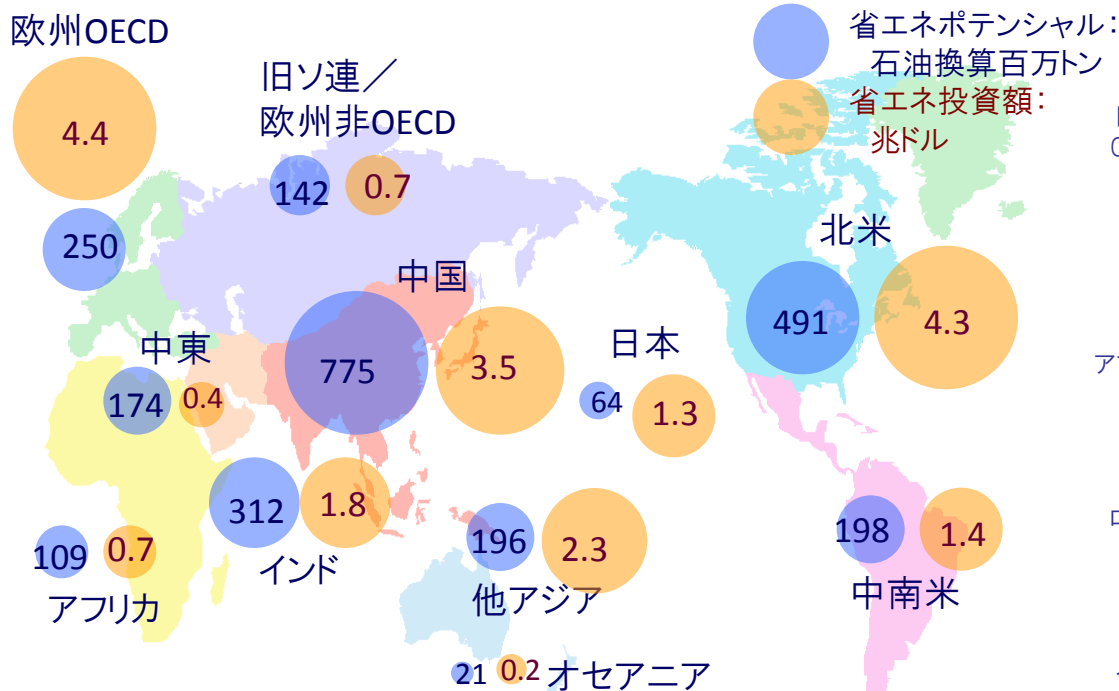 欧州OECD
4.4
250
旧ソ連／
欧州非OECD
142
0.7
省エネポテンシャル：
石油換算百万トン
省エネ投資額：
兆ドル
北米
491
4.3
中国
775
3.5
日本
64
1.3
中東
174
0.4
312
1.8
インド
109
0.7
アフリカ
196
2.3
他アジア
198
1.4
中南米
21
0.2
オセアニア